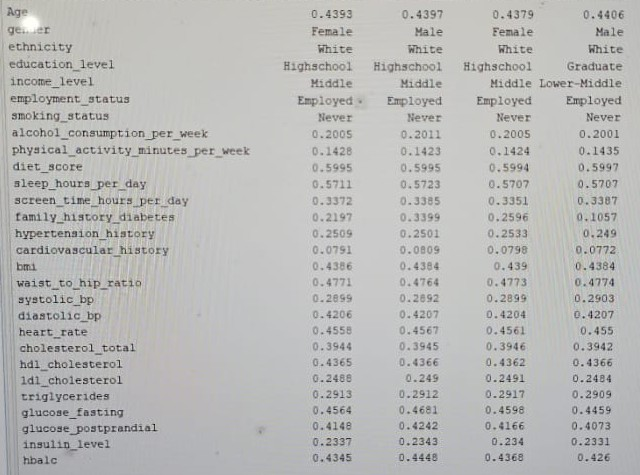 Age 0.4393 0.4397 0.4379 0.4406
gender Female Male Female Male
ethnicity White White White White
education_level Highschool Highschool Highschool Graduate
income_level Middle Middle Middle Lower-Middle
employment_status Employed Employed Employed Employed
smoking_status Never Never Never Never
alcohol_consumption_per_week 0.2005 0.2011 0.2005 0.2001
physical_activity_minutes_per_week 0.1428 0.1423 0.1424 0.1435
diet_score 0.5995 0.5995 0.5994 0.5997
sleep_hours_per_day 0.5711 0.5723 0.5707 0.5707
screen_time_hours_per_day 0.3372 0.3385 0.3351 0.3387
family_history_diabetes 0.2197 0.3399 0.2596 0.1057
hypertension_history 0.2509 0.2501 0.2533 0.249
cardiovascular_history 0.0791 0.0809 0.0798 0.0772
bmi 0.4386 0.4384 0.439 0.4384
waist_to_hip_ratio 0.4771 0.4764 0.4773 0.4774
systolic_bp 0.2899 0.2892 0.2899 0.2903
diastolic_bp 0.4206 0.4207 0.4204 0.4207
heart_rate 0.4558 0.4567 0.4561 0.455
cholesterol_total 0.3944 0.3945 0.3946 0.3942
hdl_cholesterol 0.4365 0.4366 0.4362 0.4366
ldl_cholesterol 0.2488 0.249 0.2491 0.2484
triglycerides 0.2913 0.2912 0.2917 0.2909
glucose_fasting 0.4564 0.4681 0.4598 0.4459
glucose_postprandial 0.4148 0.4242 0.4166 0.4073
insulin_level 0.2337 0.2343 0.234 0.2331
hba1c 0.4345 0.4448 0.4368 0.426